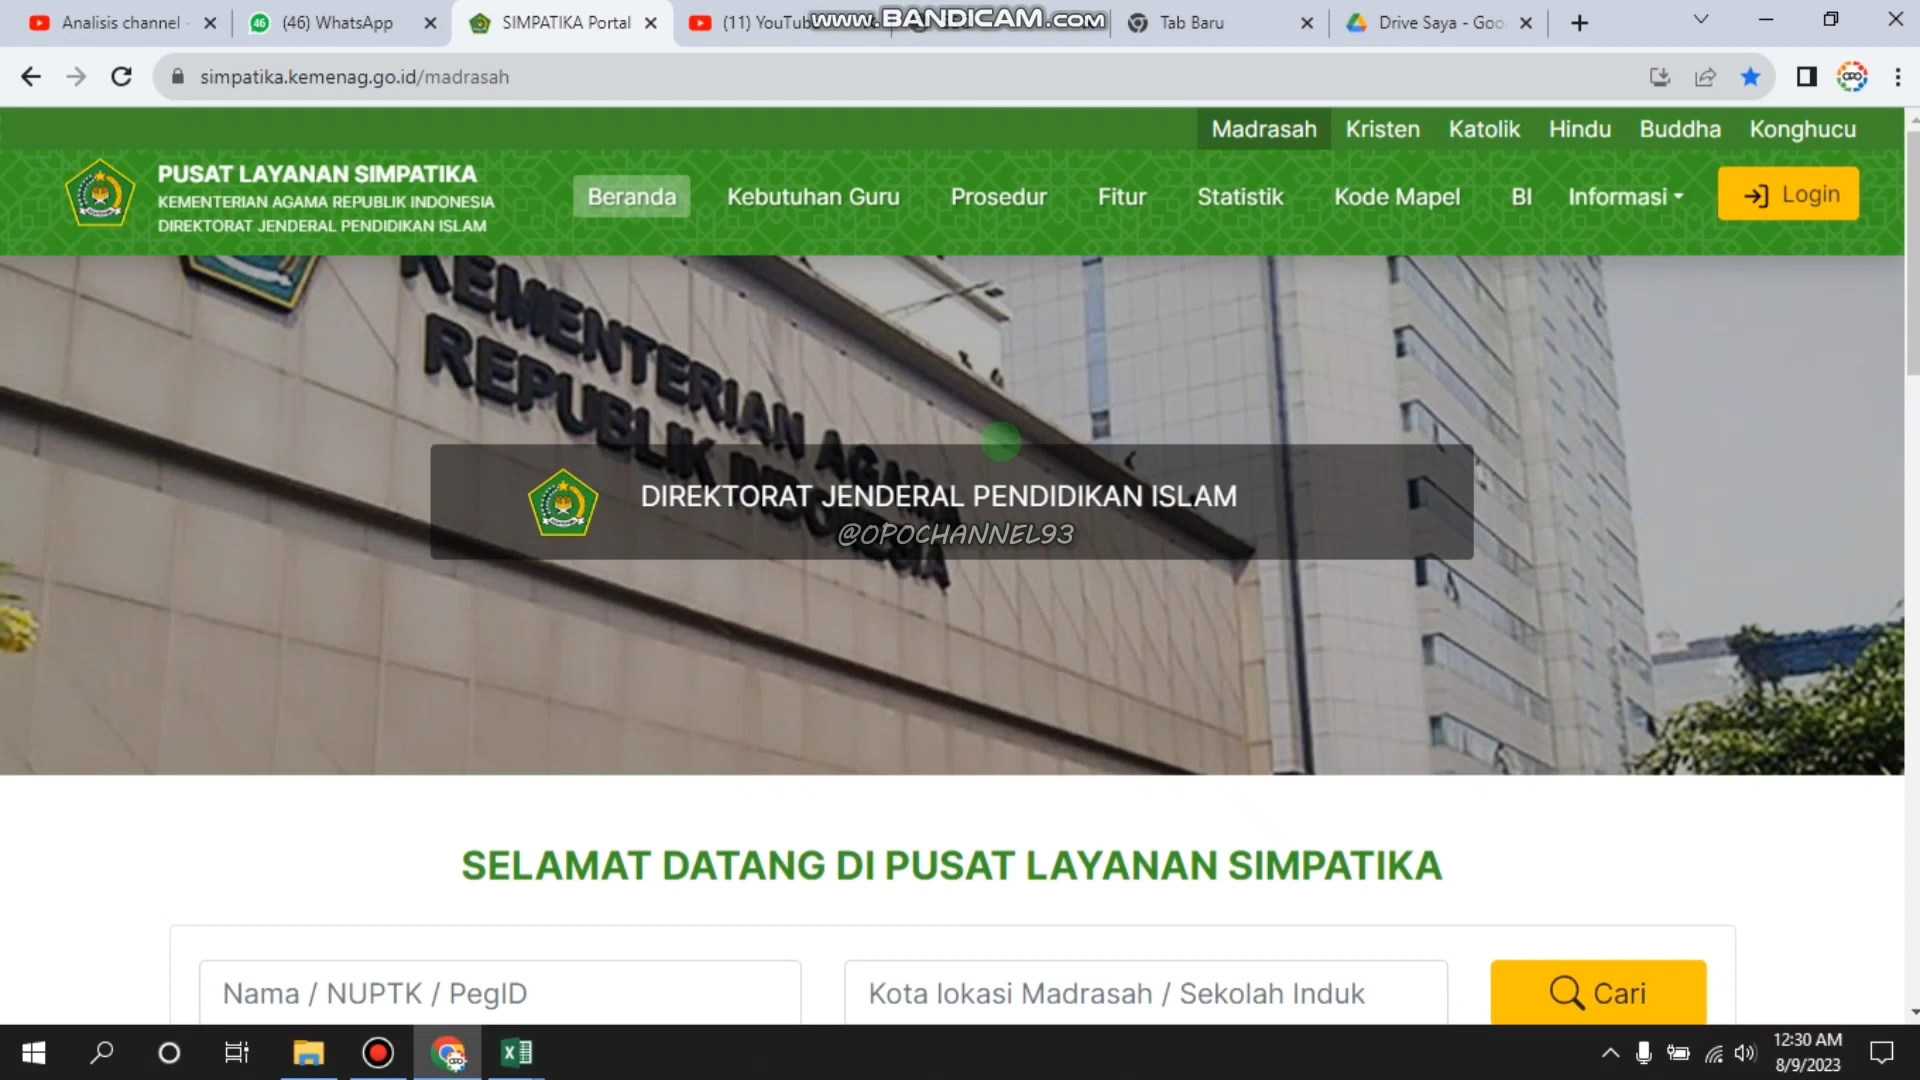 Analisis channel
(46) WhatsApp
SIMPATIKA Portal
(11) YouTub
www.BANDICAM.com
Tab Baru
Drive Saya - Goo
simpatika.kemenag.go.id/madrasah
Madrasah Kristen Katolik Hindu Buddha Konghucu
PUSAT LAYANAN SIMPATIKA
KEMENTERIAN AGAMA REPUBLIK INDONESIA
DIREKTORAT JENDERAL PENDIDIKAN ISLAM
Beranda Kebutuhan Guru Prosedur Fitur Statistik Kode Mapel BI Informasi Login
KEMENTERIAN AGAMA
REPUBLIK INDONESIA
DIREKTORAT JENDERAL PENDIDIKAN ISLAM
@OPOCHANNEL93
SELAMAT DATANG DI PUSAT LAYANAN SIMPATIKA
Nama / NUPTK / PegID
Kota lokasi Madrasah / Sekolah Induk
Cari
12:30 AM
8/9/2023